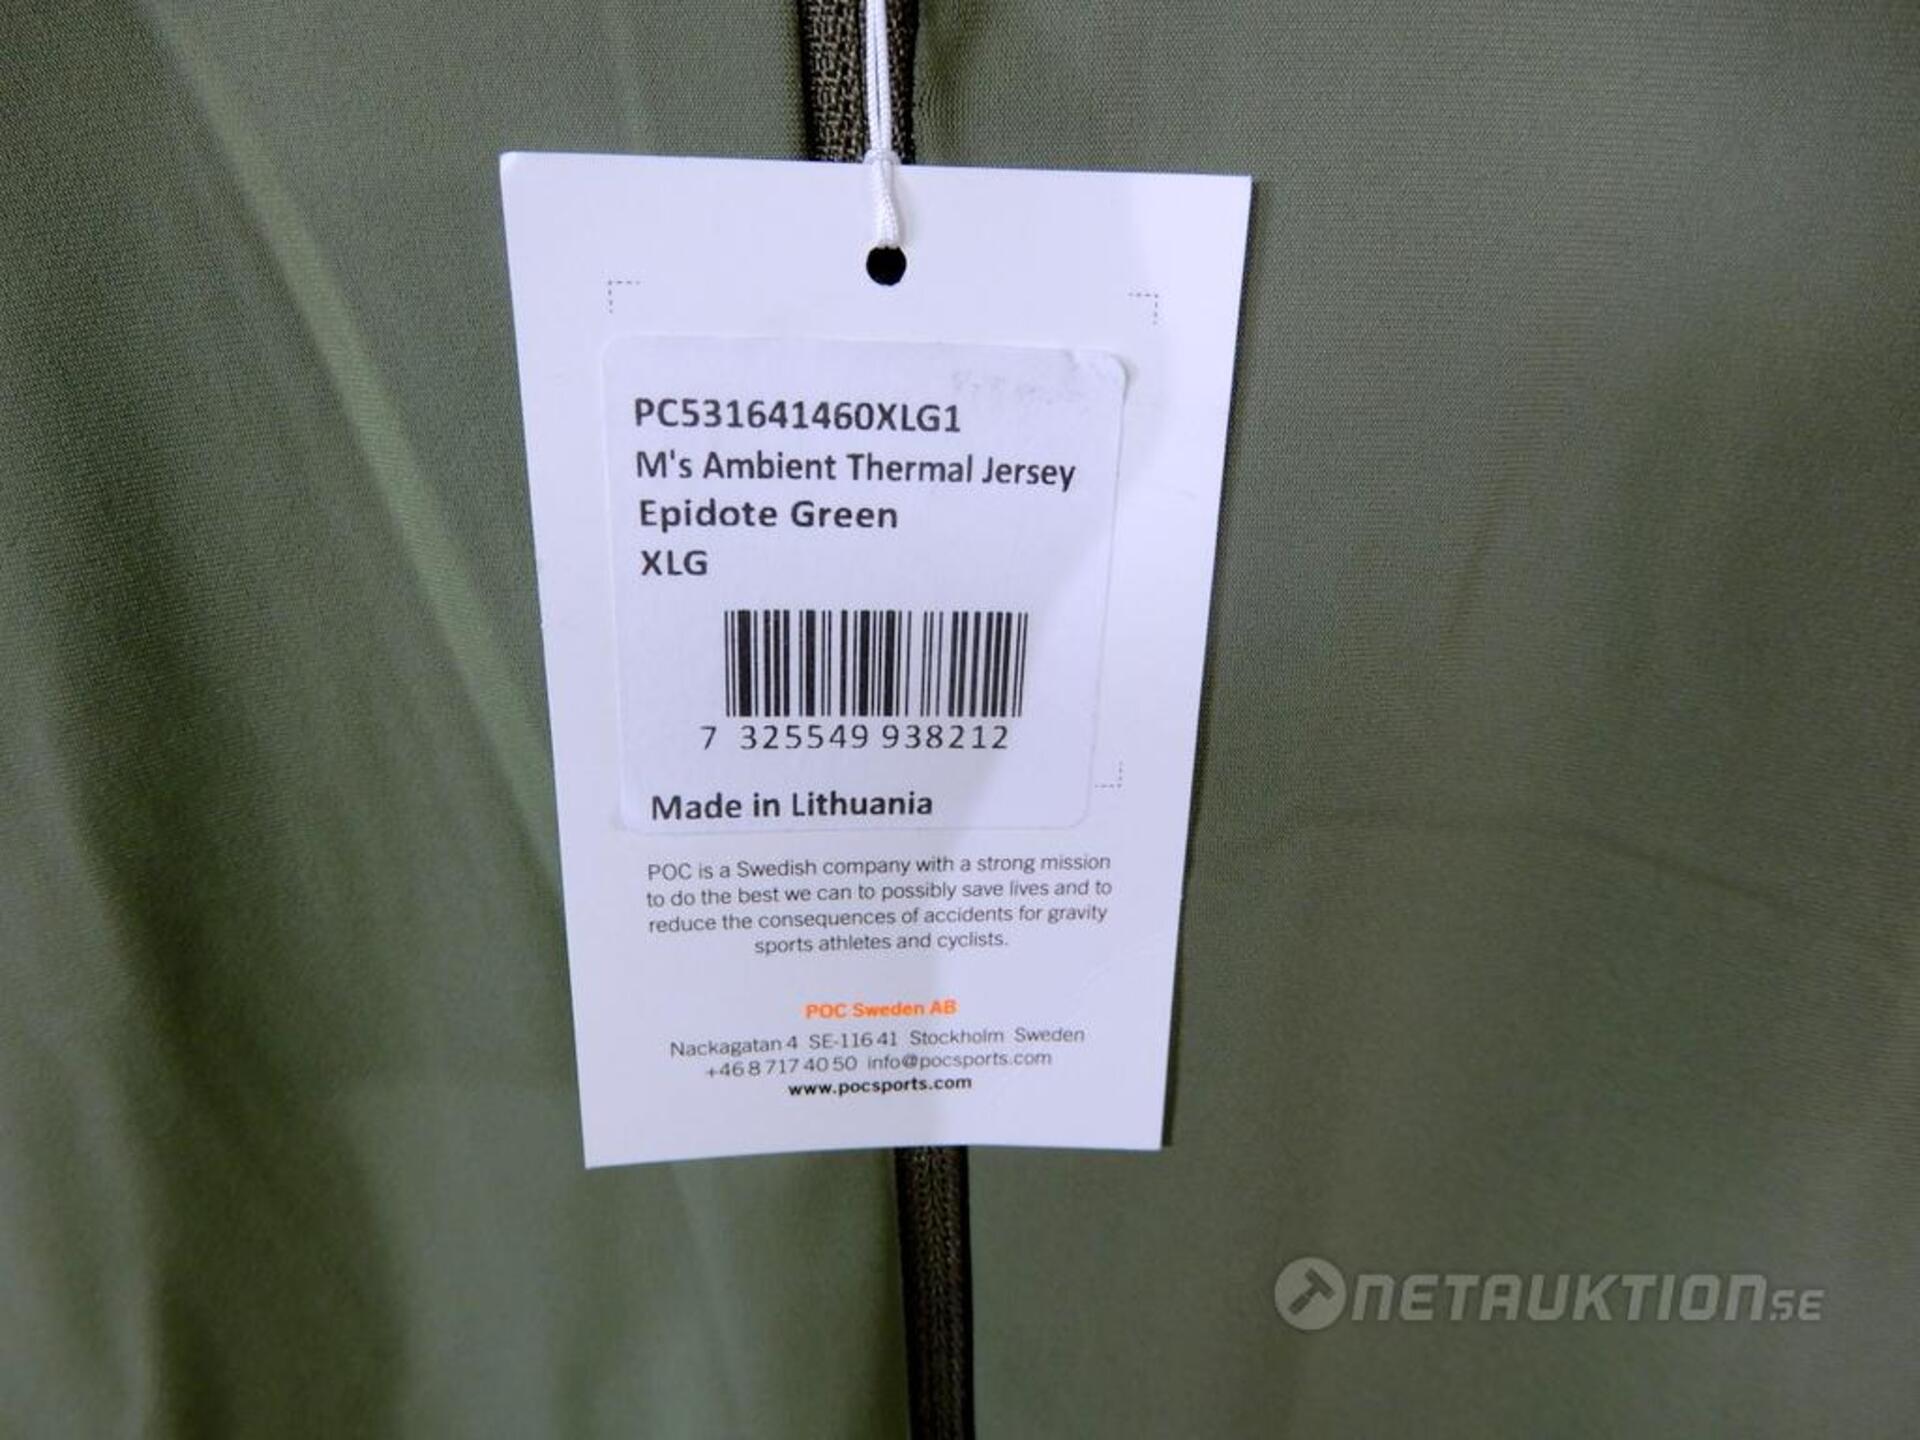 PC531641460XLG1
M's Ambient Thermal Jersey
Epidote Green
XLG
7 325549 938212
Made in Lithuania
POC is a Swedish company with a strong mission
to do the best we can to possibly save lives and to
reduce the consequences of accidents for gravity
sports athletes and cyclists.
POC Sweden AB
Nackagatan 4 SE-116 41 Stockholm Sweden
+46 8 717 40 50 info@pocsports.com
www.pocsports.com
NETAUKTION.SE